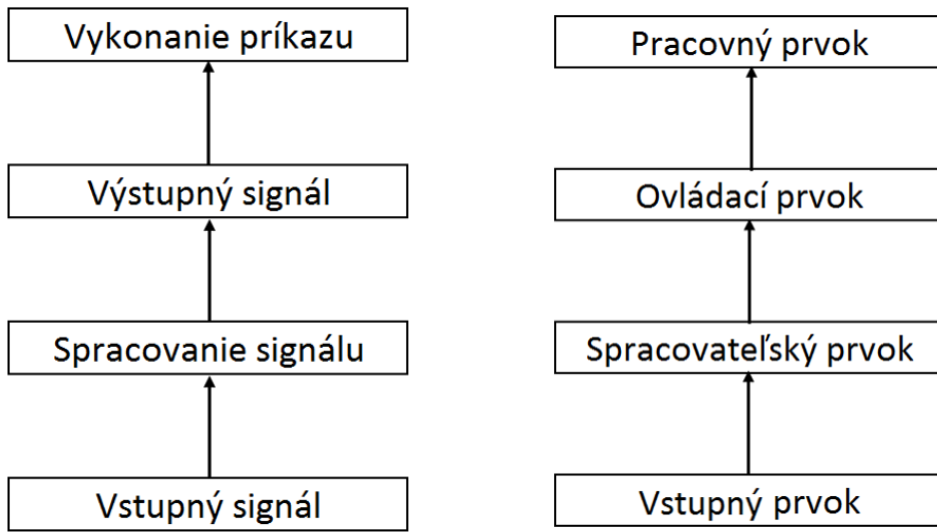 Vykonanie príkazu
Výstupný signál
Spracovanie signálu
Vstupný signál
Pracovný prvok
Ovládací prvok
Spracovateľský prvok
Vstupný prvok